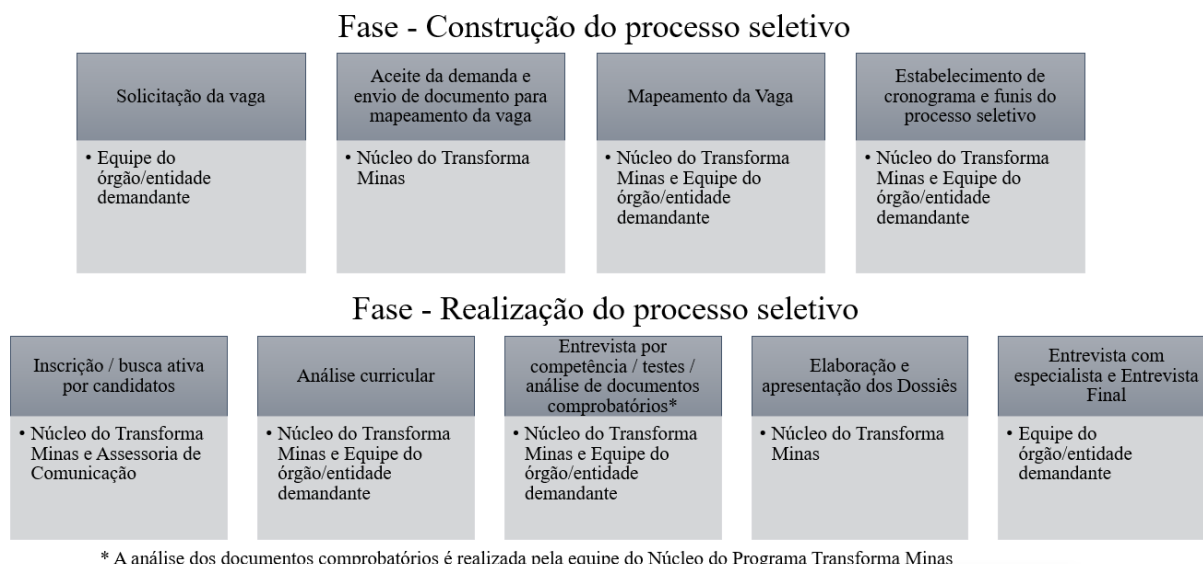 Fase - Construção do processo seletivo
Solicitação da vaga
• Equipe do
órgão/entidade
demandante
Aceite da demanda e
envio de documento para
mapeamento da vaga
• Núcleo do Transforma
Minas
Mapeamento da Vaga
• Núcleo do Transforma
Minas e Equipe do
órgão/entidade
demandante
Estabelecimento de
cronograma e funis do
processo seletivo
• Núcleo do Transforma
Minas e Equipe do
órgão/entidade
demandante
Fase - Realização do processo seletivo
Inscrição / busca ativa
por candidatos
• Núcleo do Transforma
Minas e Assessoria de
Comunicação
Análise curricular
• Núcleo do Transforma
Minas e Equipe do
órgão/entidade
demandante
Entrevista por
competência / testes /
análise de documentos
comprobatórios*
• Núcleo do Transforma
Minas e Equipe do
órgão/entidade
demandante
Elaboração e
apresentação dos Dossiês
• Núcleo do Transforma
Minas
Entrevista com
especialista e Entrevista
Final
• Equipe do
órgão/entidade
demandante
* A análise dos documentos comprobatórios é realizada pela equipe do Núcleo do Programa Transforma Minas